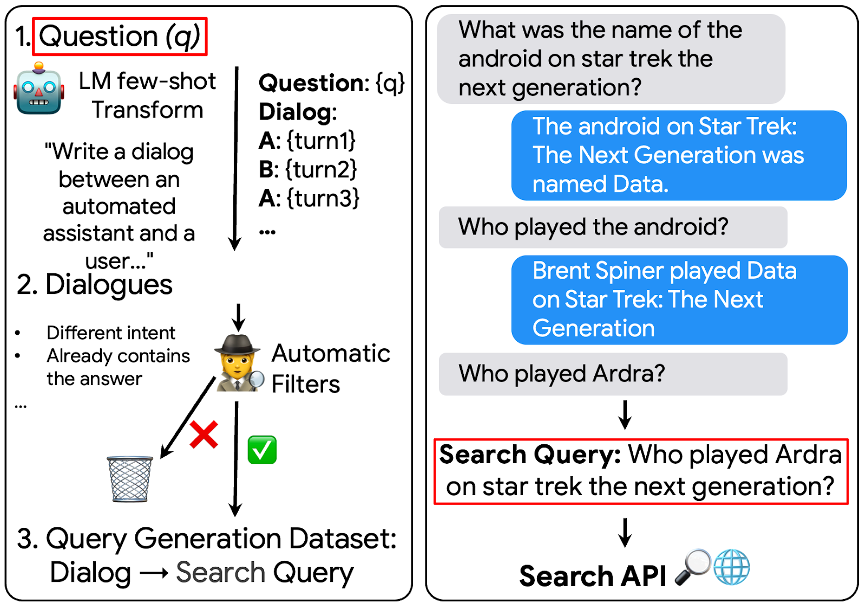 1. Question (q)
LM few-shot
Transform
"Write a dialog
between an
automated
assistant and a
user..."
Question: {q}
Dialog:
A: {turn1}
B: {turn2}
A: {turn3}
...
2. Dialogues
• Different intent
• Already contains
the answer
...
Automatic
Filters
3. Query Generation Dataset:
Dialog → Search Query
What was the name of the
android on star trek the
next generation?
The android on Star Trek:
The Next Generation was
named Data.
Who played the android?
Brent Spiner played Data
on Star Trek: The Next
Generation
Who played Ardra?
Search Query: Who played Ardra
on star trek the next generation?
Search API